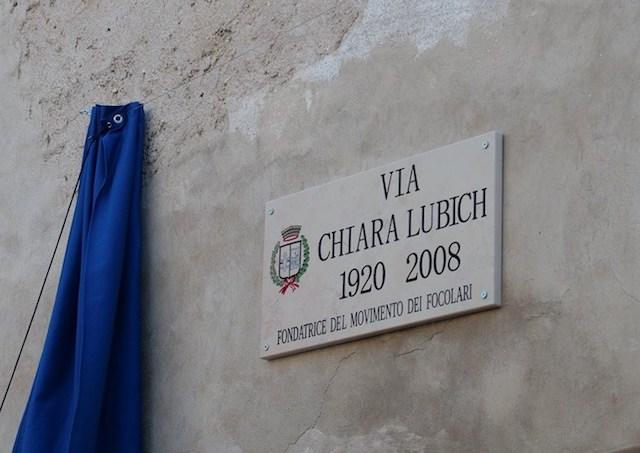 VIA
CHIARA LUBICH
1920 2008
FONDATRICE DEL MOVIMENTO DEI FOCOLARI